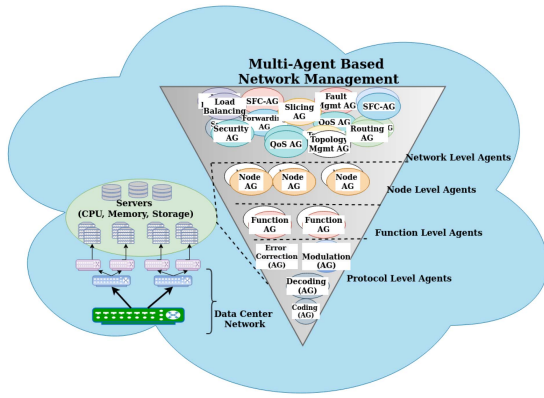 Multi-Agent Based
Network Management
Load
Balancing
SFC-AG
Slicing
AG
Fault
Mgmt AG
SFC-AG
Forwarding
AG
Security
AG
QoS AG
QoS AG
Topology
Mgmt AG
Routing
AG
Network Level Agents
Node
AG
Node
AG
Node
AG
Node Level Agents
Function
AG
Function
AG
Function Level Agents
Error
Correction
(AG)
Modulation
(AG)
Decoding
(AG)
Coding
(AG)
Protocol Level Agents
Servers
(CPU, Memory, Storage)
Data Center
Network